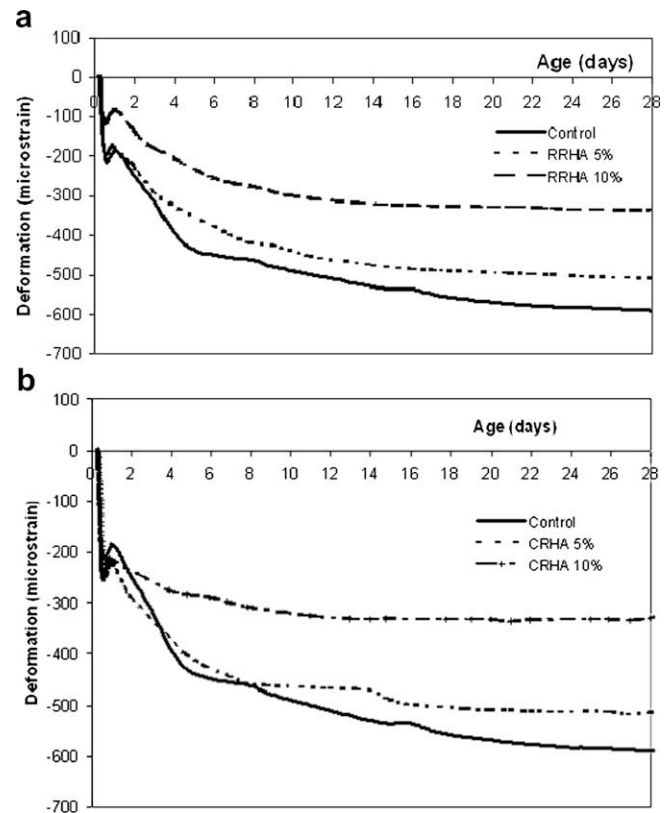 a
100
0
-100
-200
-300
-400
-500
-600
-700
Deformation (microstrain)
Age (days)
0 2 4 6 8 10 12 14 16 18 20 22 24 26 28
Control
RRHA 5%
RRHA 10%
b
100
0
-100
-200
-300
-400
-500
-600
-700
Deformation (microstrain)
Age (days)
0 2 4 6 8 10 12 14 16 18 20 22 24 26 28
Control
CRHA 5%
CRHA 10%